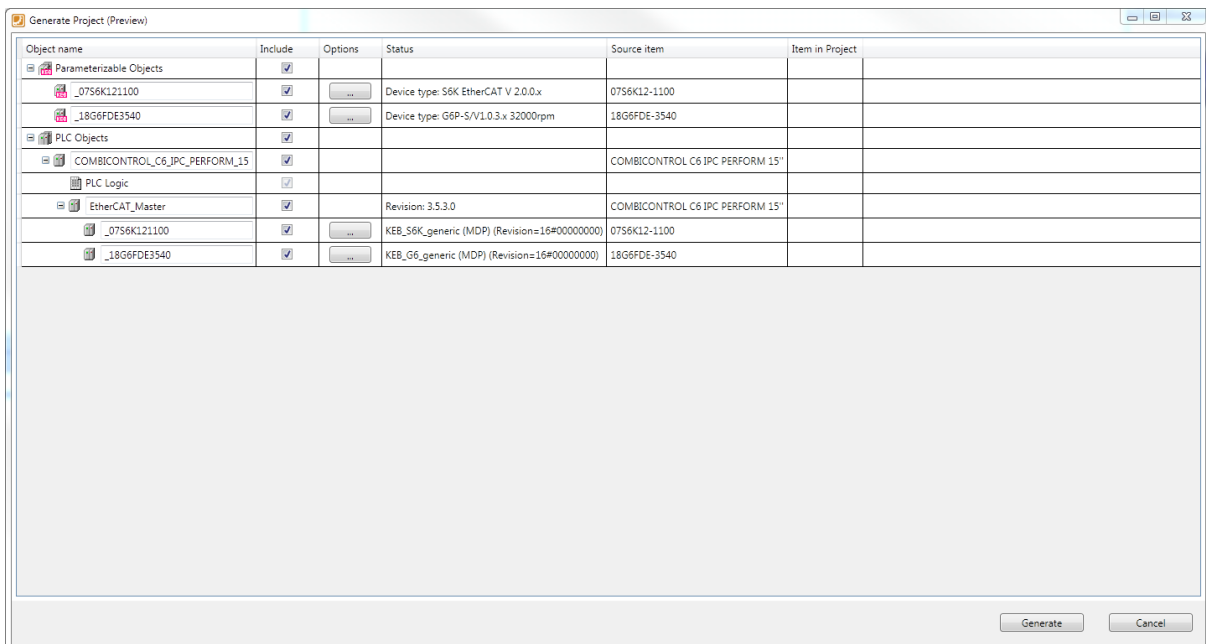 Generate Project (Preview)
Object name Include Options Status Source item Item in Project
Parameterizable Objects
_07S6K121100 ... Device type: S6K EtherCAT V 2.0.0.x 07S6K12-1100
_18G6FDE3540 ... Device type: G6P-S/V1.0.3.x 32000rpm 18G6FDE-3540
PLC Objects
COMBICONTROL_C6_IPC_PERFORM_15 COMBICONTROL C6 IPC PERFORM 15"
PLC Logic
EtherCAT_Master Revision: 3.5.3.0 COMBICONTROL C6 IPC PERFORM 15"
_07S6K121100 ... KEB_S6K_generic (MDP) (Revision=16#00000000) 07S6K12-1100
_18G6FDE3540 ... KEB_G6_generic (MDP) (Revision=16#00000000) 18G6FDE-3540
Generate Cancel